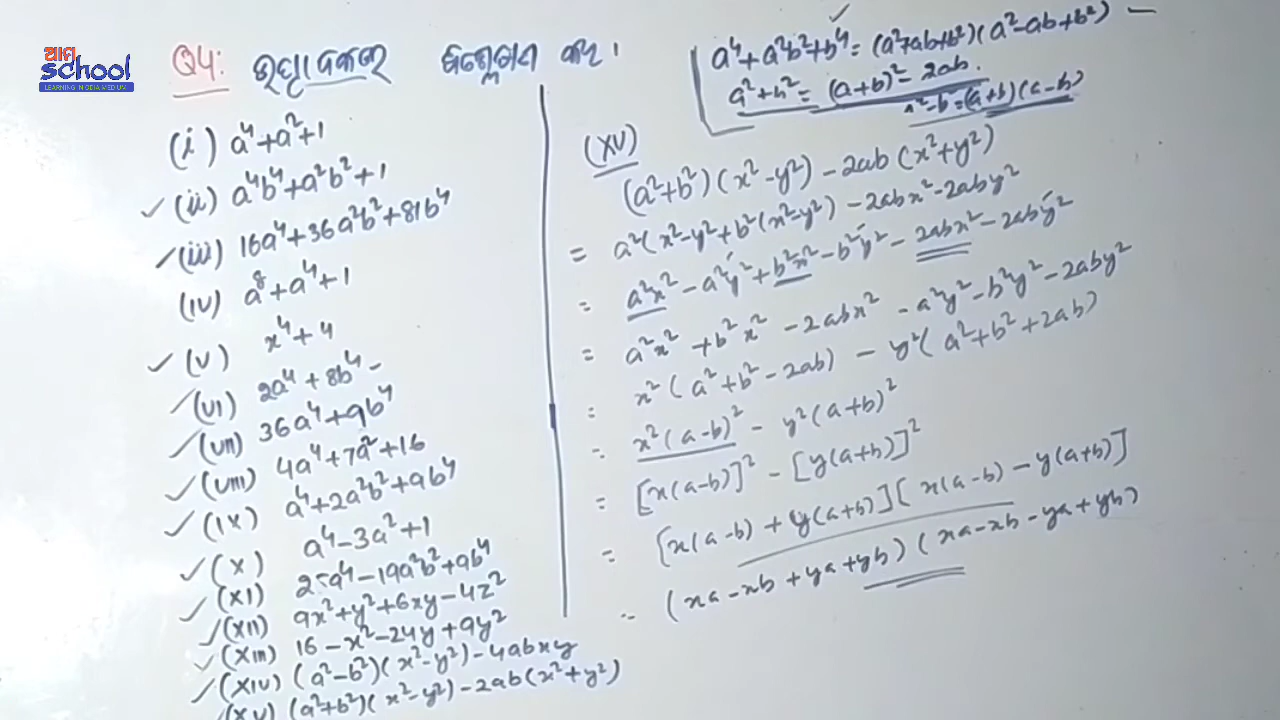 ଆମ
School
LEARNING IN ODIA MEDIUM
Q4: ଉତ୍ପାଦକରେ ବିଶ୍ଳେଷଣ କର ।
(i) a⁴+a²+1
(ii) a⁴b⁴+a²b²+1
(iii) 16a⁴+36a²b²+81b⁴
(iv) a⁸+a⁴+1
(v) x⁴+4
(vi) 2a⁴+8b⁴
(vii) 36a⁴+9b⁴
(viii) 4a⁴+7a²+16
(ix) a⁴+2a²b²+9b⁴
(x) a⁴-3a²+1
(xi) 25a⁴-19a²b²+9b⁴
(xii) 9x²+y²+6xy-4z²
(xiii) 16-x²-24y+9y²
(xiv) (a²-b²)(x²-y²)-4abxy
(xv) (a²+b²)(x²-y²)-2ab(x²+y²)
a⁴+a²b²+b⁴=(a²+ab+b²)(a²-ab+b²)
a²+b²=(a+b)²-2ab.
a²-b²=(a+b)(a-b)
(xv)
(a²+b²)(x²-y²)-2ab(x²+y²)
= a²(x²-y²+b²(x²-y²)-2abx²-2aby²
= a²x²-a²y²+b²x²-b²y²-2abx²-2aby²
= a²x²+b²x²-2abx²-a²y²-b²y²-2aby²
= x²(a²+b²-2ab)-y²(a²+b²+2ab)
= x²(a-b)²-y²(a+b)²
= [x(a-b)]²-[y(a+b)]²
= [x(a-b)+y(a+b)][x(a-b)-y(a+b)]
= (xa-xb+ya+yb)(xa-xb-ya+yb)